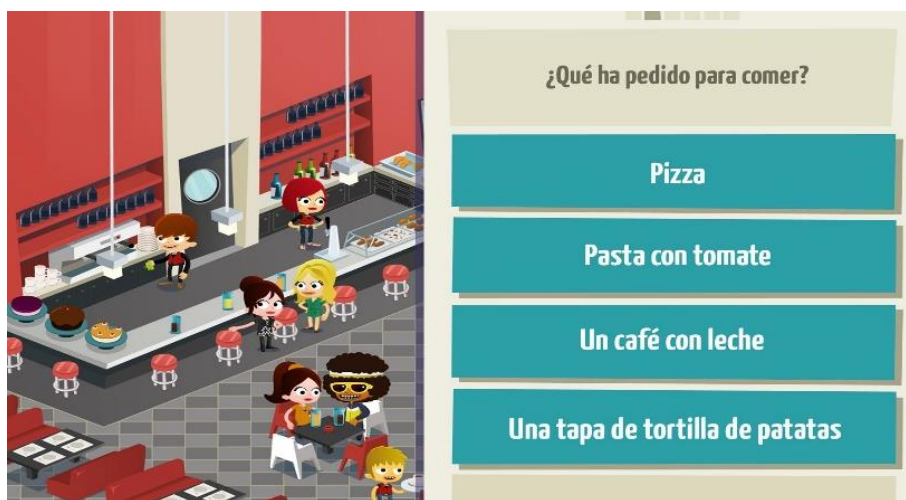 ¿Qué ha pedido para comer?
Pizza
Pasta con tomate
Un café con leche
Una tapa de tortilla de patatas